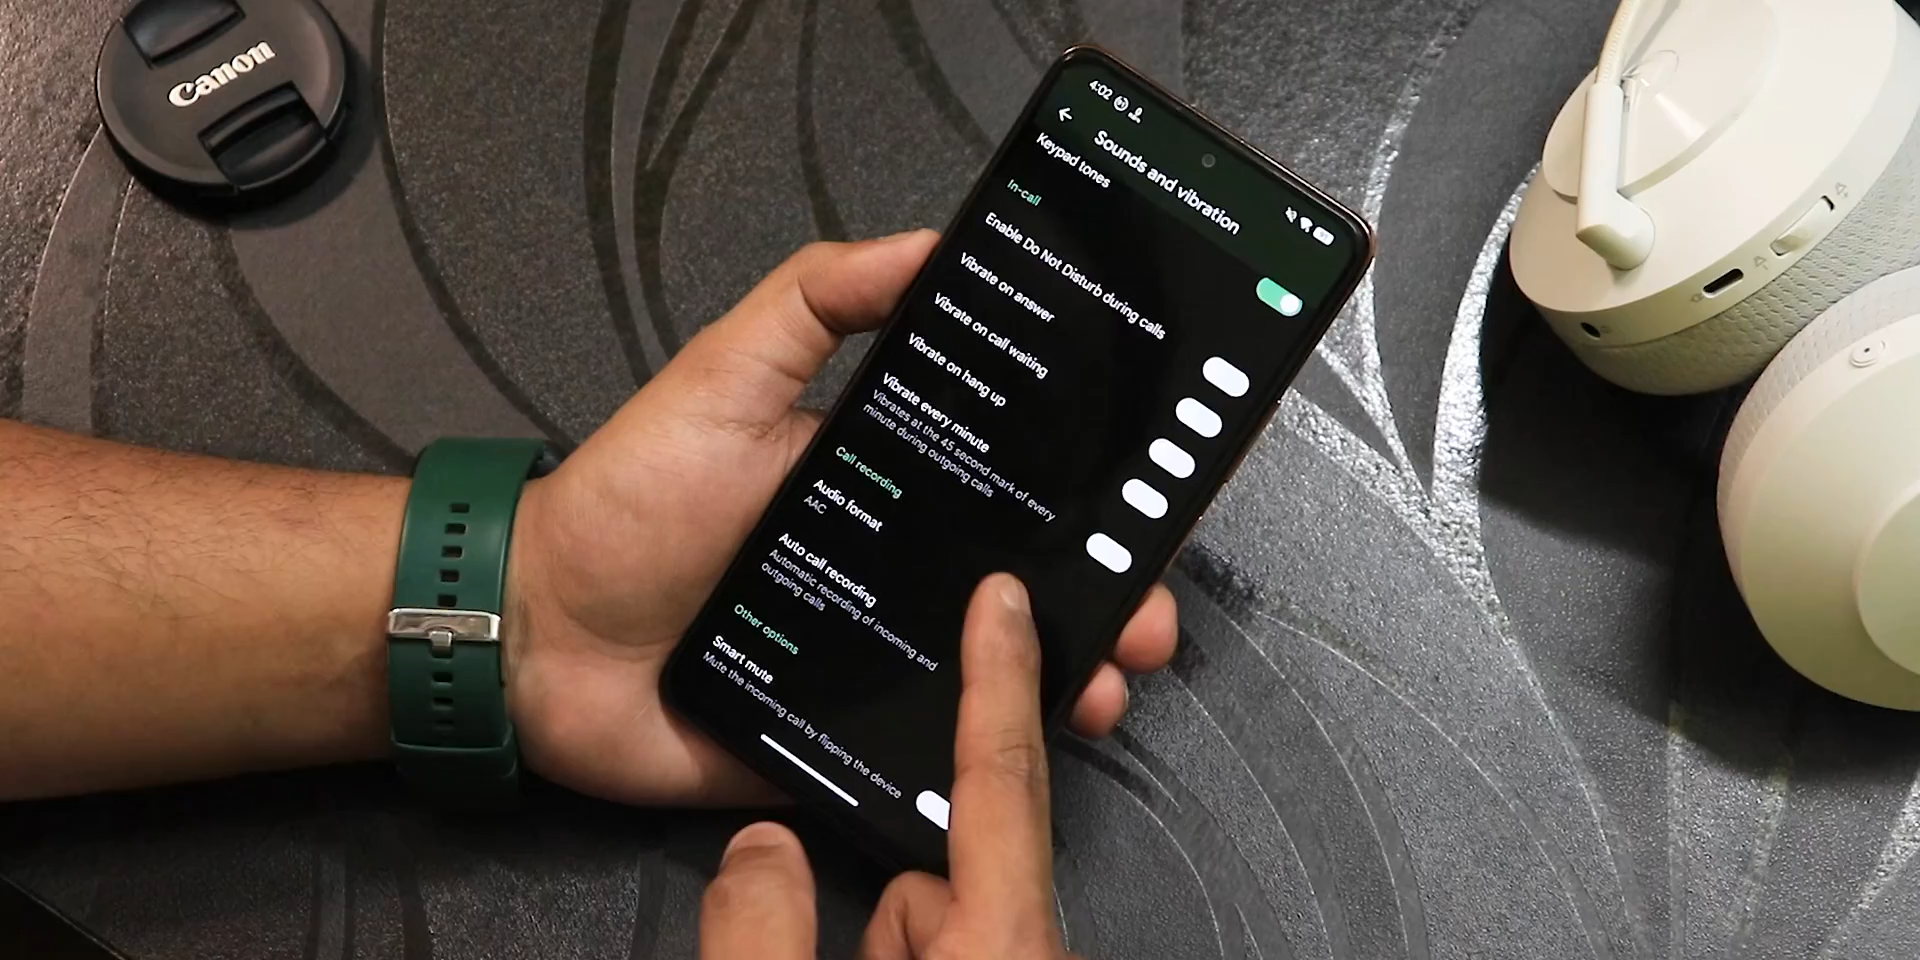 Canon
4:02
Sounds and vibration
Keypad tones
In-call
Enable Do Not Disturb during calls
Vibrate on answer
Vibrate on call waiting
Vibrate on hang up
Vibrate every minute
Vibrates at the 45 second mark of every
minute during outgoing calls
Call recording
Audio format
AAC
Auto call recording
Automatic recording of incoming and
outgoing calls
Other options
Smart mute
Mute the incoming call by flipping the device